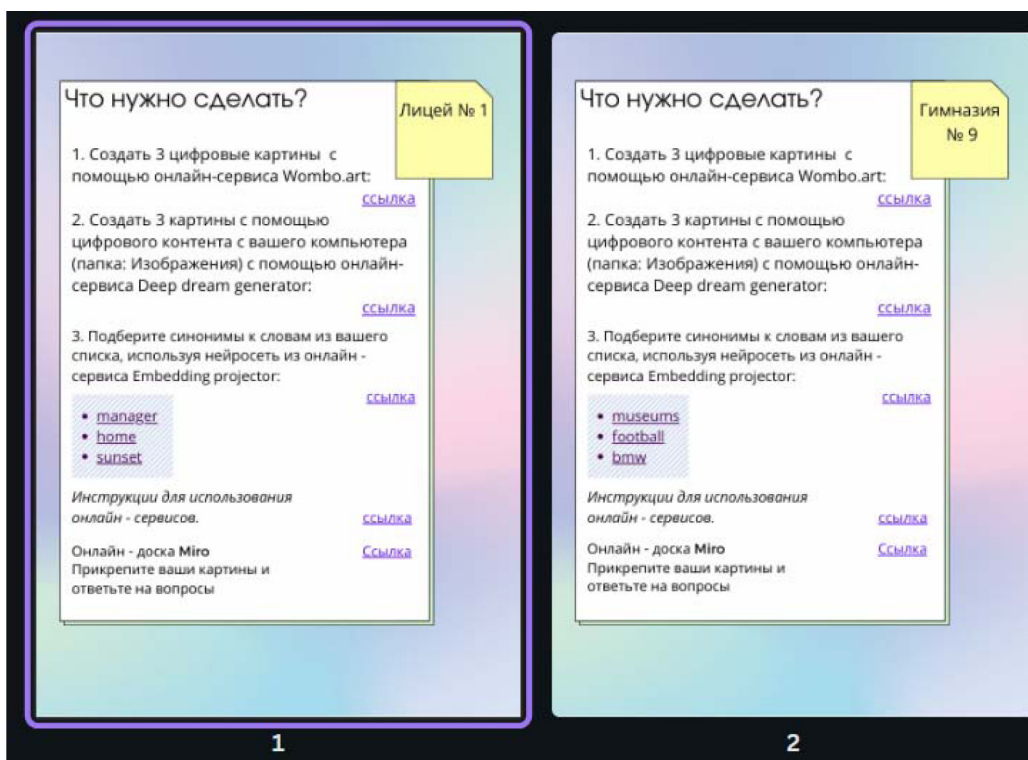 Что нужно сделать?
Лицей № 1
1. Создать 3 цифровые картины с
помощью онлайн-сервиса Wombo.art:
ссылка
2. Создать 3 картины с помощью
цифрового контента с вашего компьютера
(папка: Изображения) с помощью онлайн-
сервиса Deep dream generator:
ссылка
3. Подберите синонимы к словам из вашего
списка, используя нейросеть из онлайн -
сервиса Embedding projector:
ссылка
• manager
• home
• sunset
Инструкции для использования
онлайн - сервисов.
ссылка
Онлайн - доска Miro
Ссылка
Прикрепите ваши картины и
ответьте на вопросы
1
Что нужно сделать?
Гимназия
№ 9
1. Создать 3 цифровые картины с
помощью онлайн-сервиса Wombo.art:
ссылка
2. Создать 3 картины с помощью
цифрового контента с вашего компьютера
(папка: Изображения) с помощью онлайн-
сервиса Deep dream generator:
ссылка
3. Подберите синонимы к словам из вашего
списка, используя нейросеть из онлайн -
сервиса Embedding projector:
ссылка
• museums
• football
• bmw
Инструкции для использования
онлайн - сервисов.
ссылка
Онлайн - доска Miro
Ссылка
Прикрепите ваши картины и
ответьте на вопросы
2